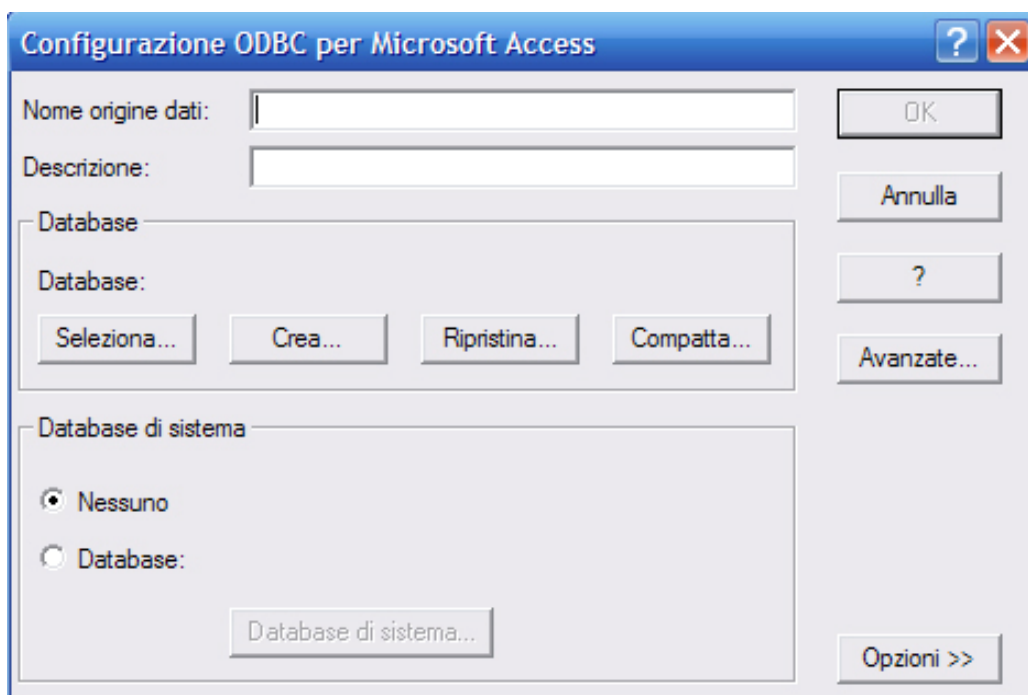 Configurazione ODBC per Microsoft Access
?
Nome origine dati:
OK
Descrizione:
Annulla
Database
Database:
?
Seleziona...
Crea...
Ripristina...
Compatta...
Avanzate...
Database di sistema
Nessuno
Database:
Database di sistema...
Opzioni >>